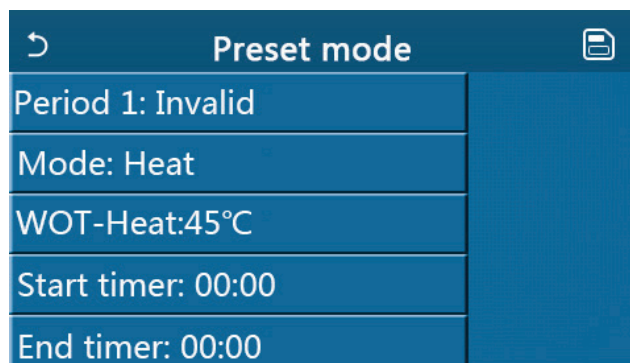 Preset mode
Period 1: Invalid
Mode: Heat
WOT-Heat:45℃
Start timer: 00:00
End timer: 00:00